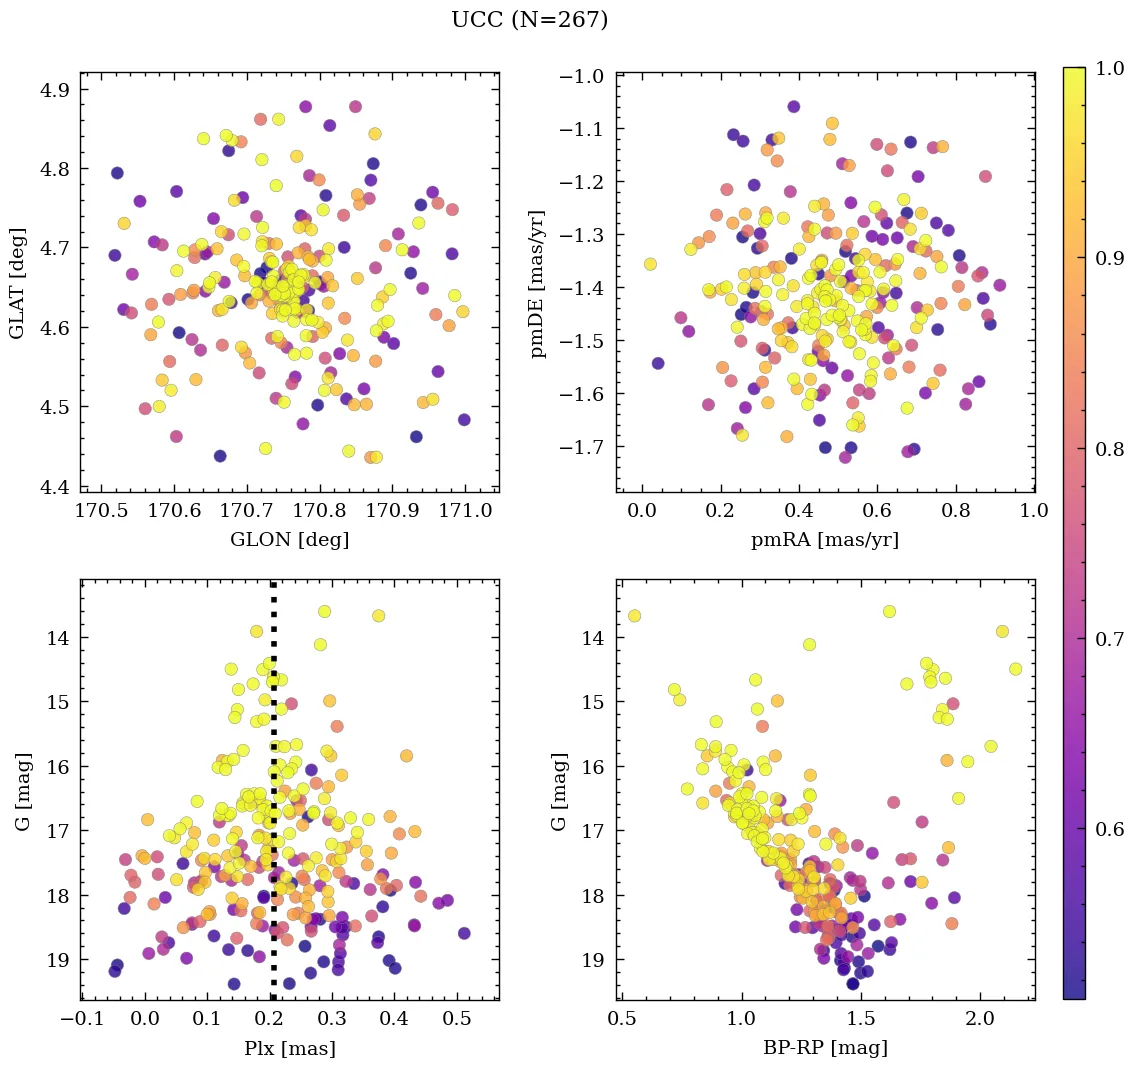 UCC (N=267)
4.9
4.8
4.7
4.6
4.5
4.4
GLAT [deg]
170.5 170.6 170.7 170.8 170.9 171.0
GLON [deg]
−1.0
−1.1
−1.2
−1.3
−1.4
−1.5
−1.6
−1.7
pmDE [mas/yr]
0.0 0.2 0.4 0.6 0.8 1.0
pmRA [mas/yr]
14
15
16
17
18
19
G [mag]
−0.1 0.0 0.1 0.2 0.3 0.4 0.5
Plx [mas]
14
15
16
17
18
19
G [mag]
0.5 1.0 1.5 2.0
BP-RP [mag]
1.0
0.9
0.8
0.7
0.6